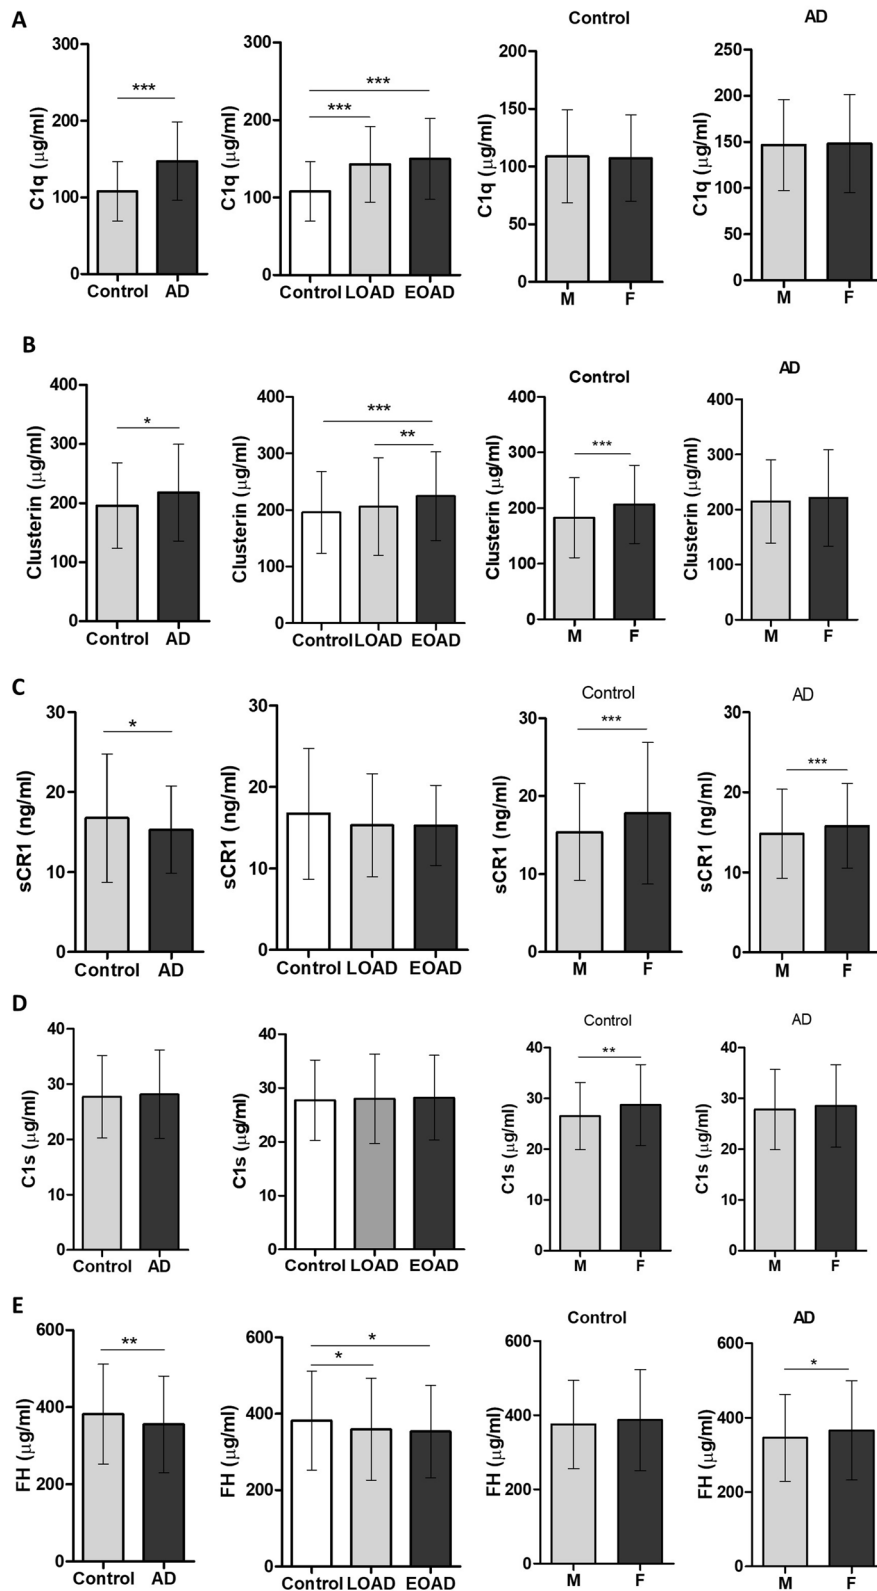 A
Control
AD
300
200
100
0
C1q (μg/ml)
***
Control AD
300
200
100
0
C1q (μg/ml)
***
***
Control LOAD EOAD
200
150
100
50
0
C1q (μg/ml)
M F
250
200
150
100
50
0
C1q (μg/ml)
M F
B
Control
AD
400
300
200
100
0
Clusterin (μg/ml)
*
Control AD
400
300
200
100
0
Clusterin (μg/ml)
***
**
Control LOAD EOAD
400
300
200
100
0
Clusterin (μg/ml)
***
M F
400
300
200
100
0
Clusterin (μg/ml)
M F
C
Control
AD
30
20
10
0
sCR1 (ng/ml)
*
Control AD
30
20
10
0
sCR1 (ng/ml)
Control LOAD EOAD
30
20
10
0
sCR1 (ng/ml)
***
M F
30
20
10
0
sCR1 (ng/ml)
***
M F
D
Control
AD
40
30
20
10
0
C1s (μg/ml)
Control AD
40
30
20
10
0
C1s (μg/ml)
Control LOAD EOAD
40
30
20
10
0
C1s (μg/ml)
**
M F
40
30
20
10
0
C1s (μg/ml)
M F
E
Control
AD
600
400
200
0
FH (μg/ml)
**
Control AD
600
400
200
0
FH (μg/ml)
*
*
Control LOAD EOAD
600
400
200
0
FH (μg/ml)
M F
600
400
200
0
FH (μg/ml)
*
M F